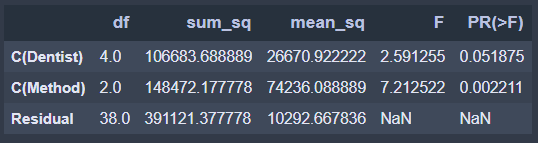 df sum_sq mean_sq F PR(>F)
C(Dentist) 4.0 106683.688889 26670.922222 2.591255 0.051875
C(Method) 2.0 148472.177778 74236.088889 7.212522 0.002211
Residual 38.0 391121.377778 10292.667836 NaN NaN